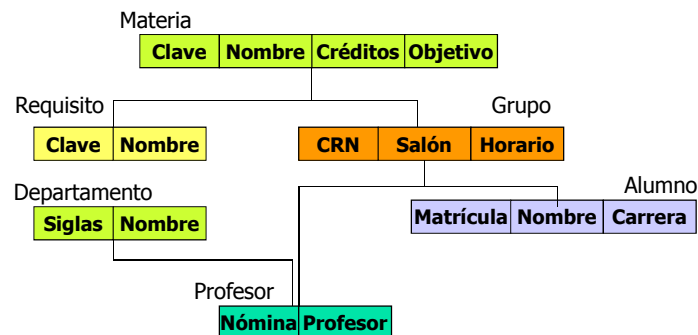 Materia
Clave Nombre Créditos Objetivo
Requisito
Clave Nombre
Grupo
CRN Salón Horario
Departamento
Siglas Nombre
Alumno
Matrícula Nombre Carrera
Profesor
Nómina Profesor